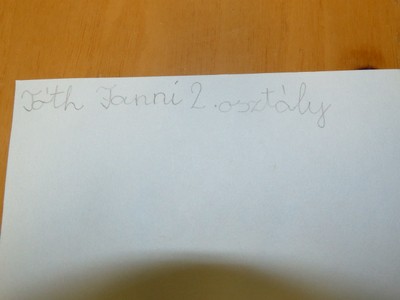 Tóth Fanni 2. osztály